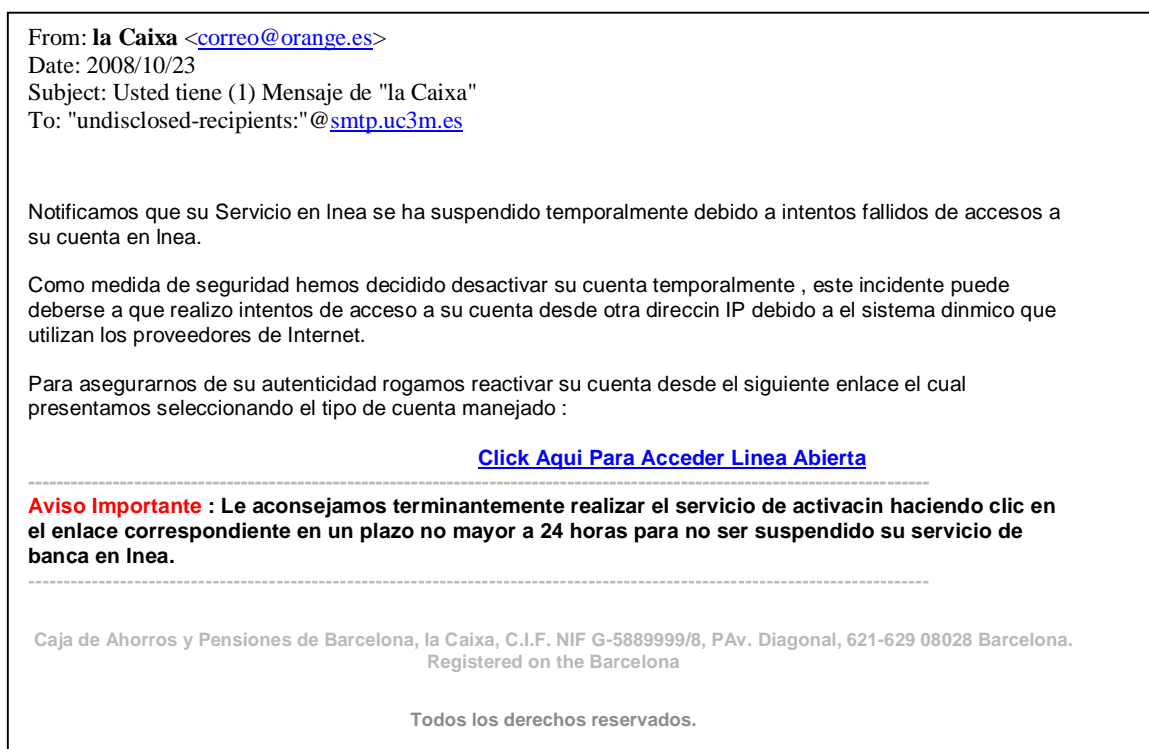 From: la Caixa <correo@orange.es>
Date: 2008/10/23
Subject: Usted tiene (1) Mensaje de "la Caixa"
To: "undisclosed-recipients:"@smtp.uc3m.es
Notificamos que su Servicio en lnea se ha suspendido temporalmente debido a intentos fallidos de accesos a
su cuenta en lnea.
Como medida de seguridad hemos decidido desactivar su cuenta temporalmente , este incidente puede
deberse a que realizo intentos de acceso a su cuenta desde otra direccin IP debido a el sistema dinmico que
utilizan los proveedores de Internet.
Para asegurarnos de su autenticidad rogamos reactivar su cuenta desde el siguiente enlace el cual
presentamos seleccionando el tipo de cuenta manejado :
Click Aqui Para Acceder Linea Abierta
Aviso Importante : Le aconsejamos terminantemente realizar el servicio de activacin haciendo clic en
el enlace correspondiente en un plazo no mayor a 24 horas para no ser suspendido su servicio de
banca en lnea.
Caja de Ahorros y Pensiones de Barcelona, la Caixa, C.I.F. NIF G-5889999/8, PAv. Diagonal, 621-629 08028 Barcelona.
Registered on the Barcelona
Todos los derechos reservados.